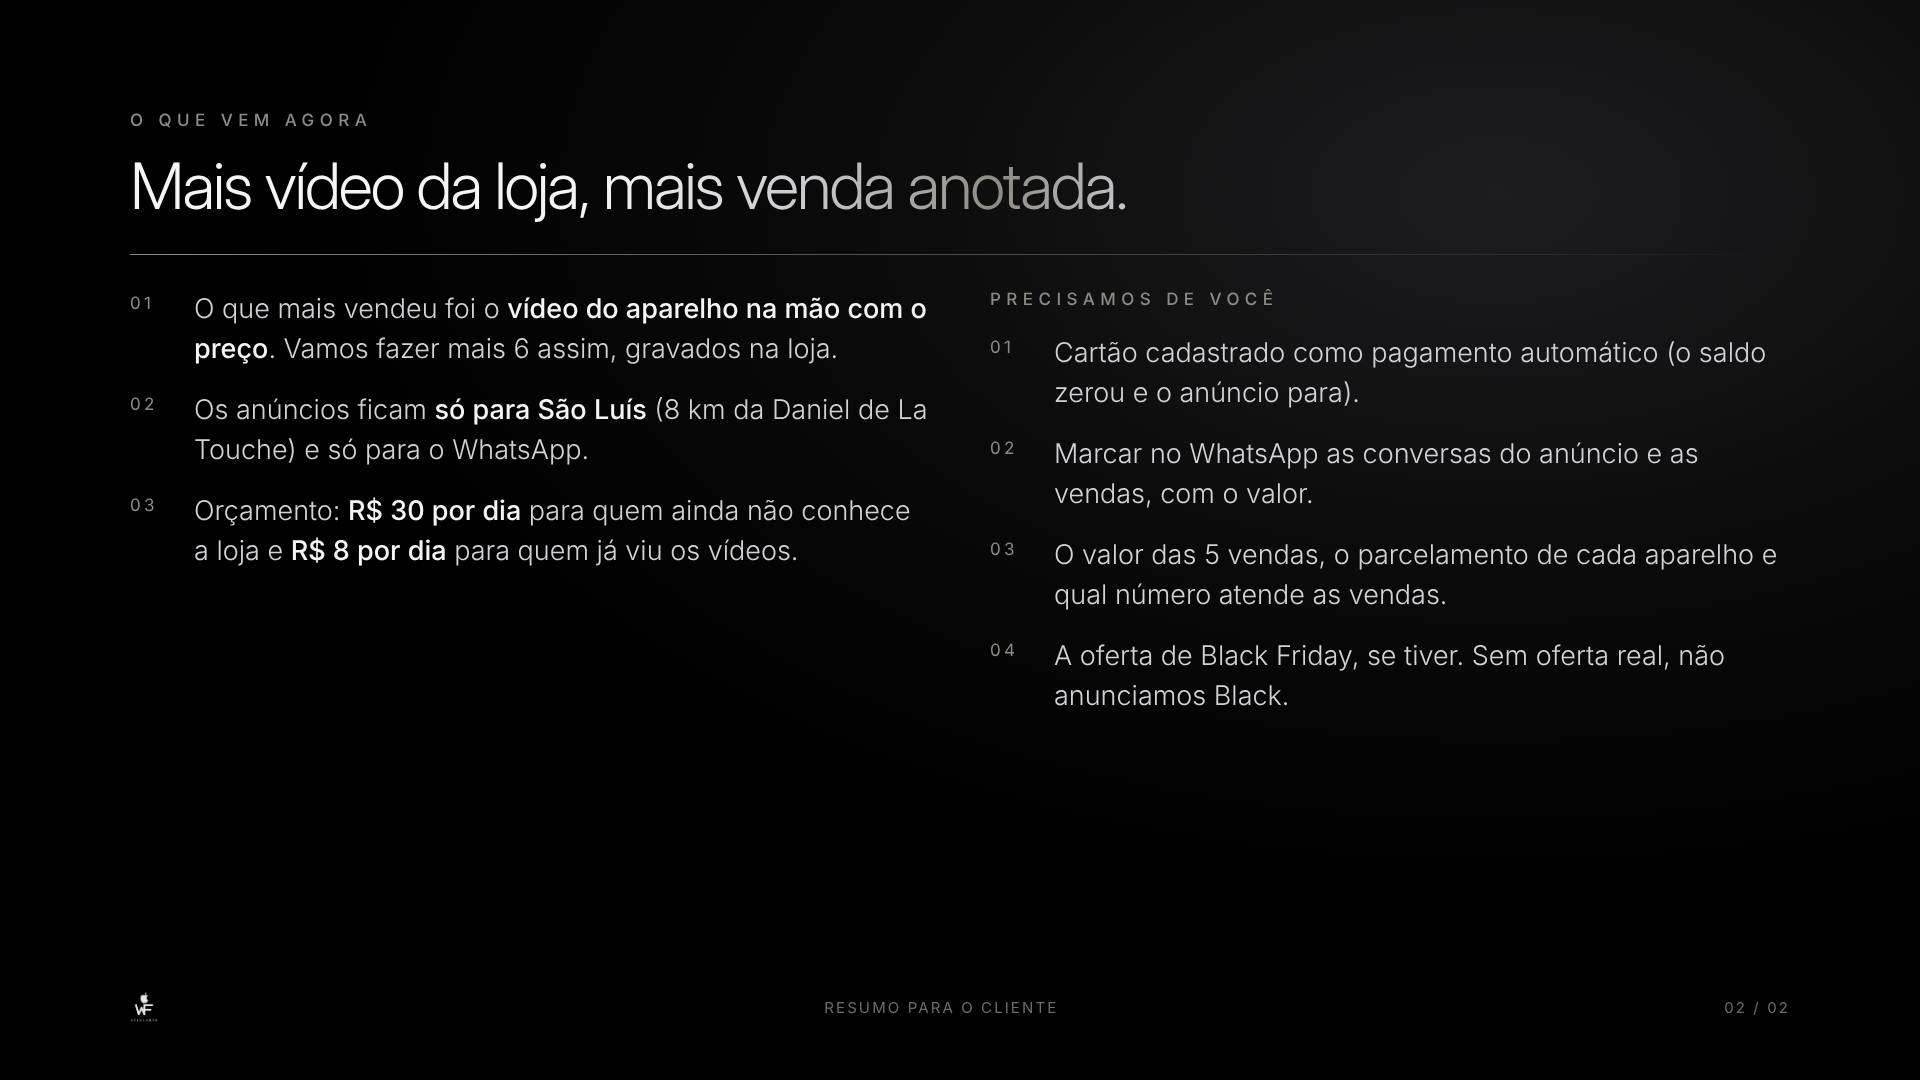 O QUE VEM AGORA
Mais vídeo da loja, mais venda anotada.
01
O que mais vendeu foi o vídeo do aparelho na mão com o
preço. Vamos fazer mais 6 assim, gravados na loja.
02
Os anúncios ficam só para São Luís (8 km da Daniel de La
Touche) e só para o WhatsApp.
03
Orçamento: R$ 30 por dia para quem ainda não conhece
a loja e R$ 8 por dia para quem já viu os vídeos.
PRECISAMOS DE VOCÊ
01
Cartão cadastrado como pagamento automático (o saldo
zerou e o anúncio para).
02
Marcar no WhatsApp as conversas do anúncio e as
vendas, com o valor.
03
O valor das 5 vendas, o parcelamento de cada aparelho e
qual número atende as vendas.
04
A oferta de Black Friday, se tiver. Sem oferta real, não
anunciamos Black.
WF
RESUMO PARA O CLIENTE
02 / 02